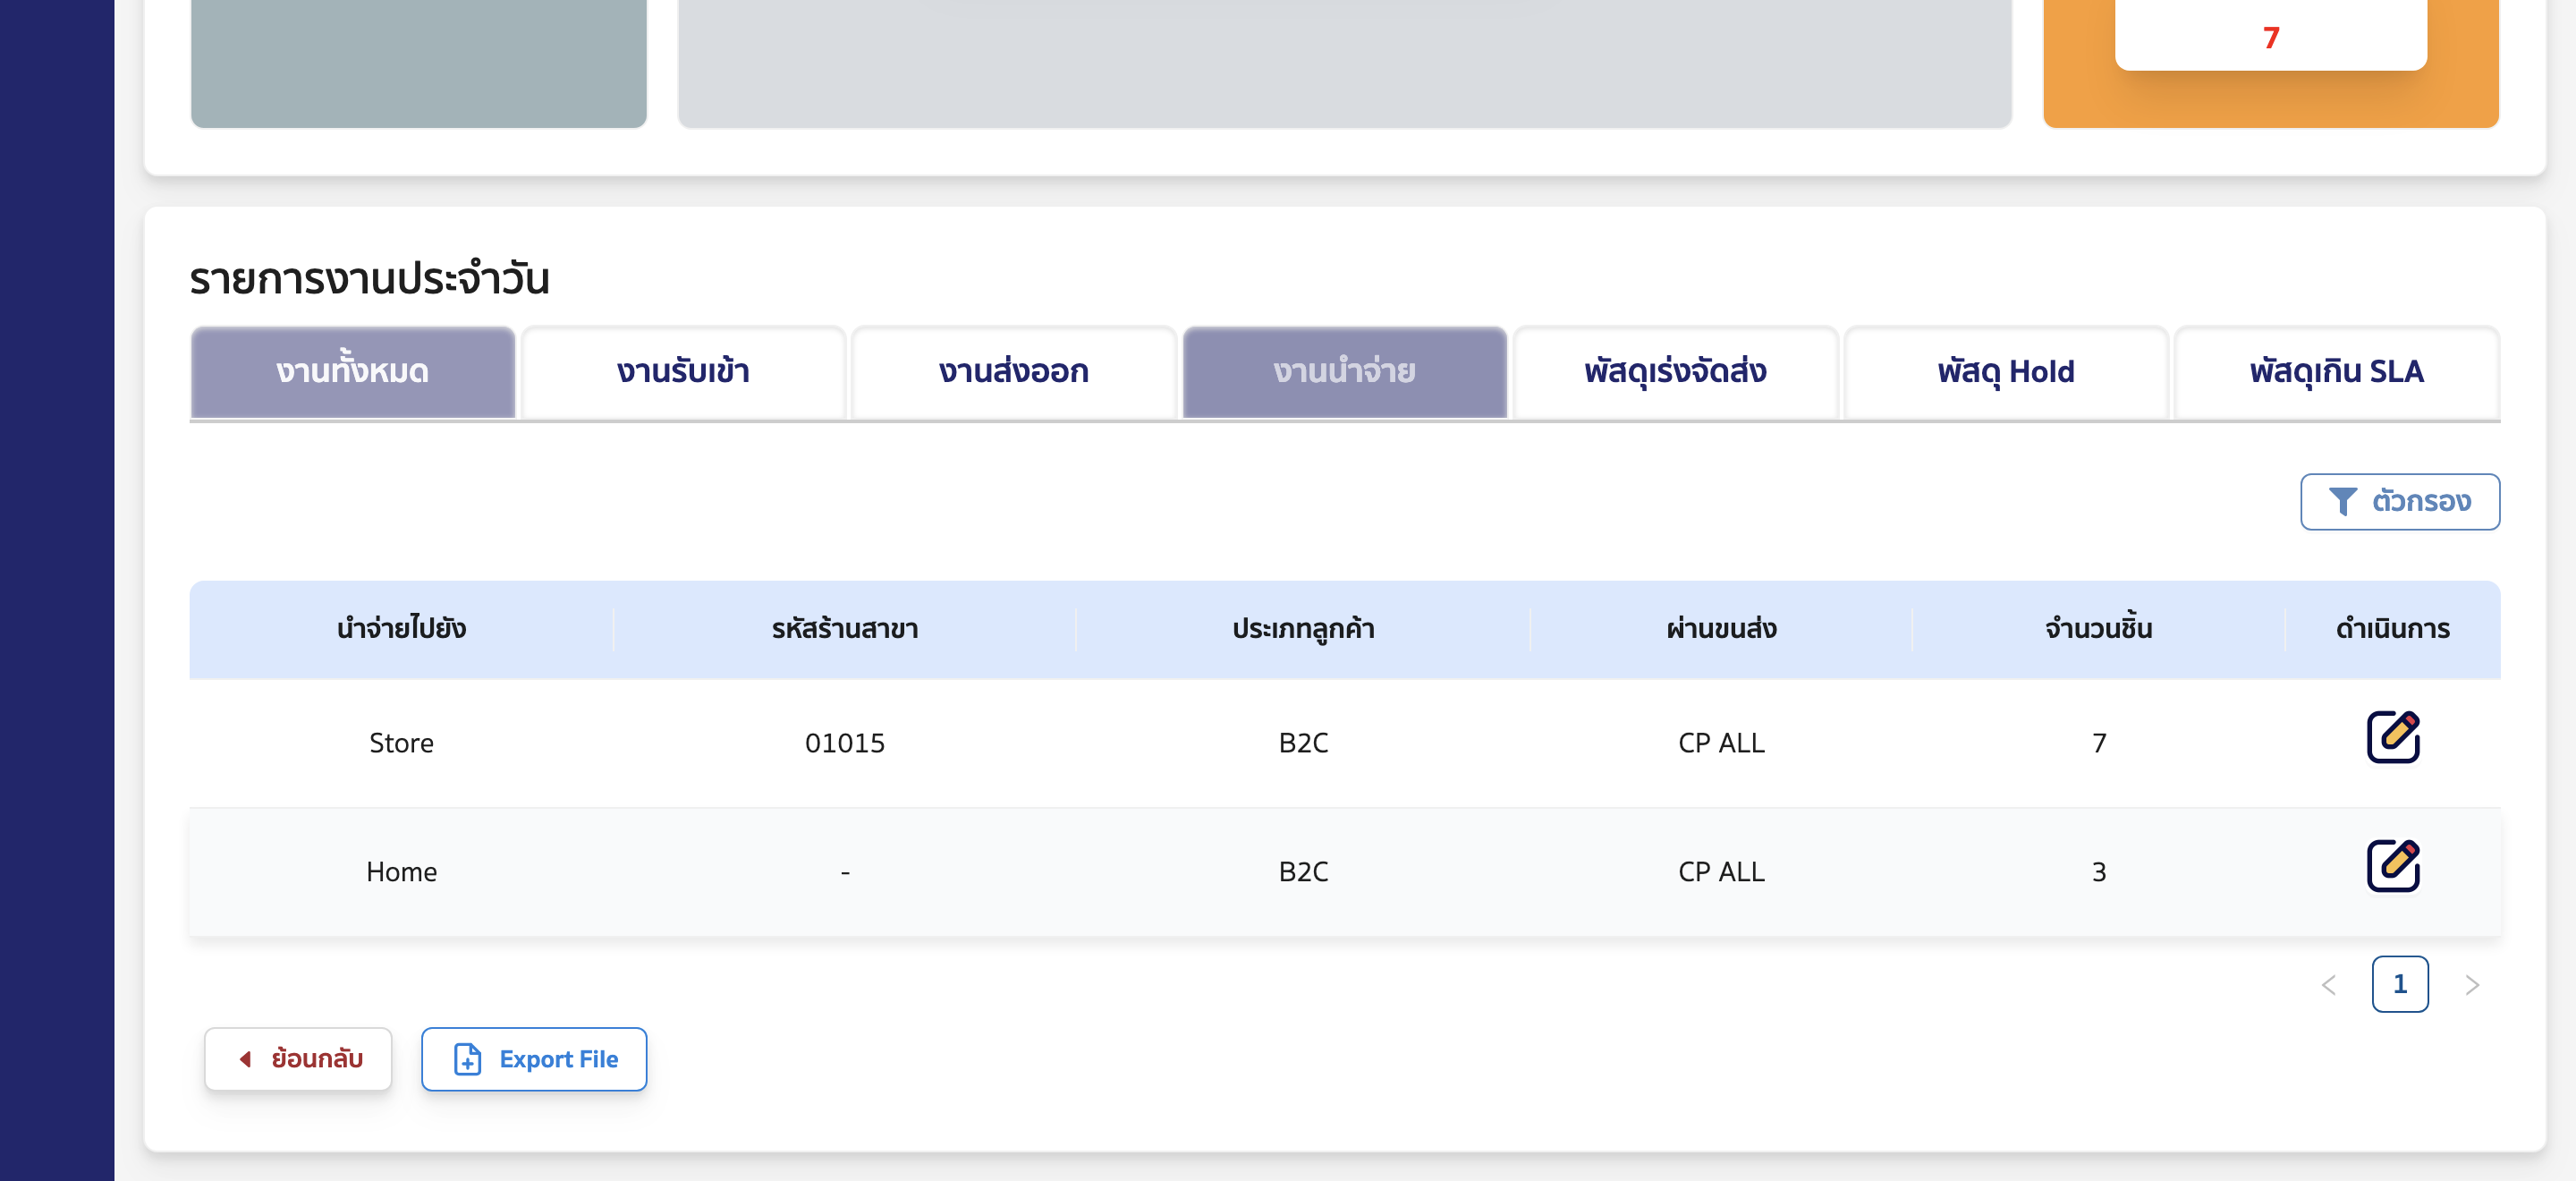 7
รายการงานประจำวัน
งานทั้งหมด งานรับเข้า งานส่งออก งานนำจ่าย พัสดุเร่งจัดส่ง พัสดุ Hold พัสดุเกิน SLA
ตัวกรอง
นำจ่ายไปยัง รหัสร้านสาขา ประเภทลูกค้า ผ่านขนส่ง จำนวนชิ้น ดำเนินการ
Store 01015 B2C CP ALL 7
Home - B2C CP ALL 3
< 1 >
ย้อนกลับ Export File